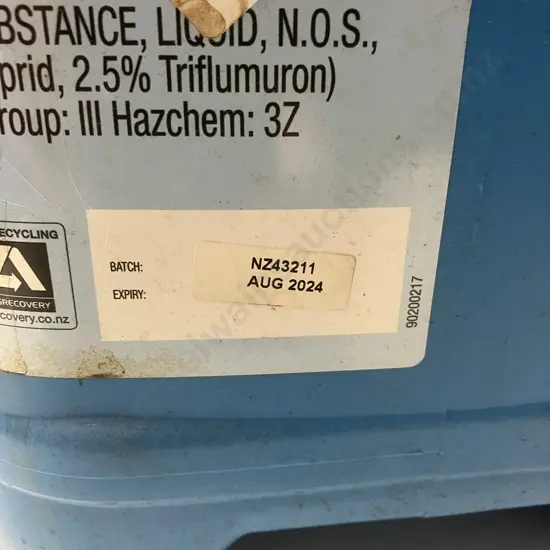 BSTANCE, LIQUID, N.O.S.,
prid, 2.5% Triflumuron)
roup: III Hazchem: 3Z
ECYCLING
RECOVERY
covery.co.nz
BATCH: NZ43211
EXPIRY: AUG 2024
90200217